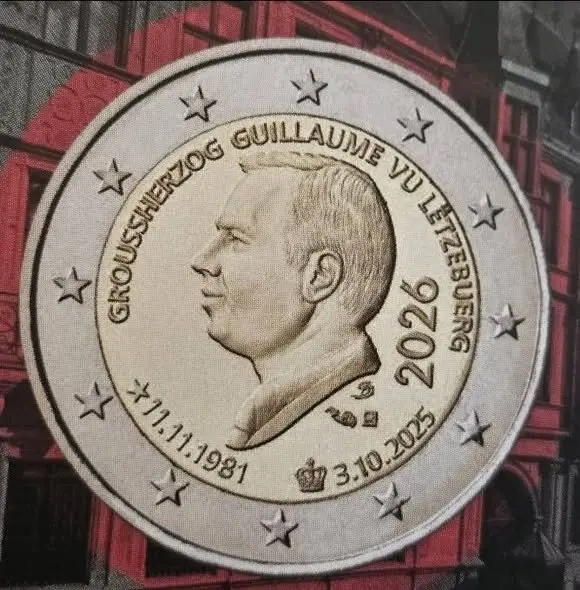 GROUSSHERZOG GUILLAUME VU LËTZEBUERG
2026
11.11.1981
3.10.2025